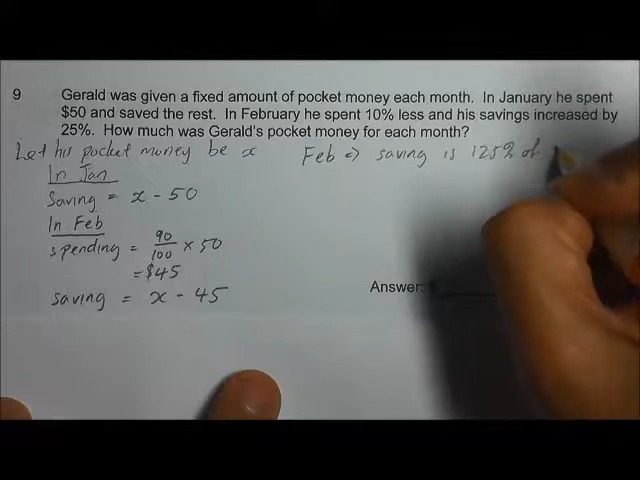 9 Gerald was given a fixed amount of pocket money each month. In January he spent
$50 and saved the rest. In February he spent 10% less and his savings increased by
25%. How much was Gerald's pocket money for each month?
Let his pocket money be x
In Jan
Saving = x - 50
In Feb
spending = 90/100 × 50
= $45
saving = x - 45
Feb => saving is 125% of
Answer: